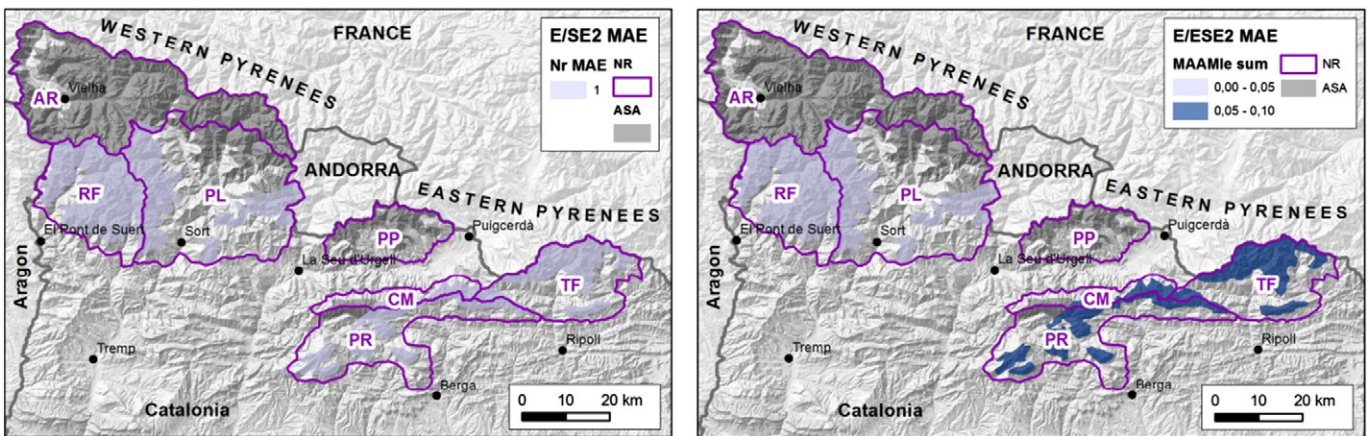 FRANCE
WESTERN PYRENEES
E/SE2 MAE
Nr MAE
NR
1
ASA
AR
Vielha
ANDORRA
EASTERN PYRENEES
RF
PL
El Pont de Suert
Sort
PP
Puigcerdà
La Seu d'Urgell
Aragon
TF
CM
PR
Ripoll
Tremp
Berga
Catalonia
0 10 20 km
FRANCE
WESTERN PYRENEES
E/ESE2 MAE
MAAMIe sum
NR
0,00 - 0,05
ASA
0,05 - 0,10
AR
Vielha
ANDORRA
EASTERN PYRENEES
RF
PL
El Pont de Suert
Sort
PP
Puigcerdà
La Seu d'Urgell
Aragon
TF
CM
PR
Ripoll
Tremp
Berga
Catalonia
0 10 20 km